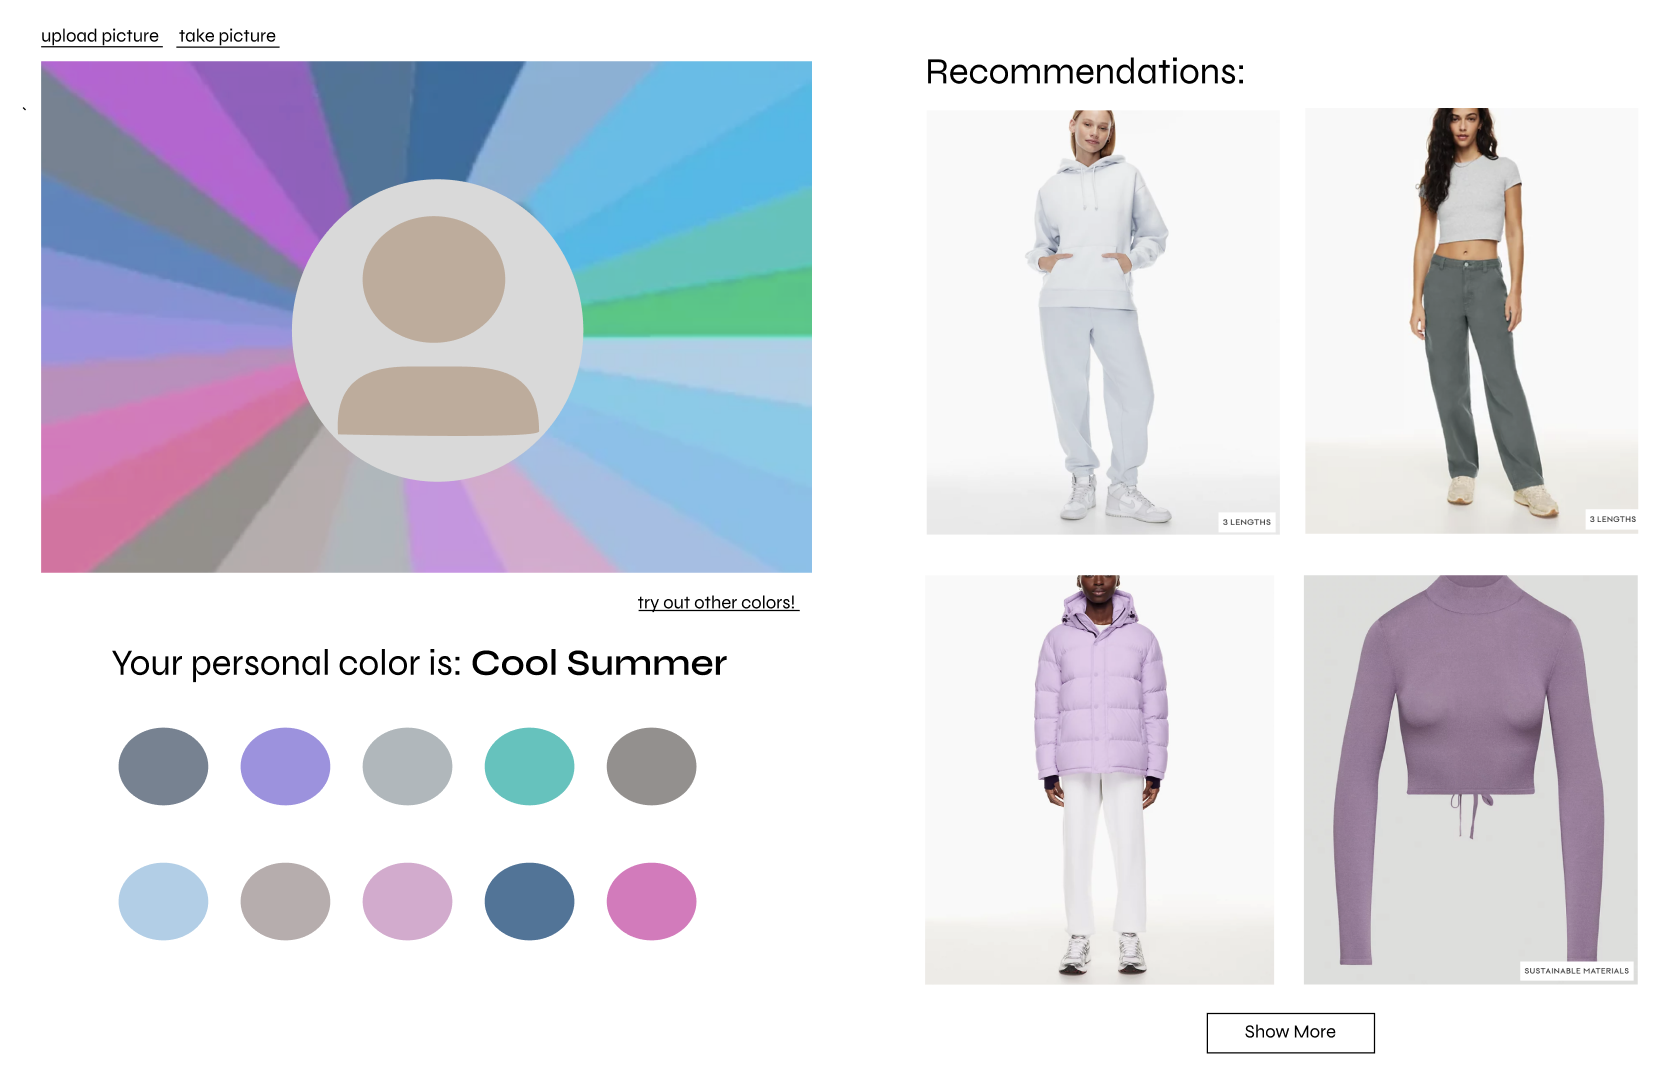 upload picture
take picture
`
Recommendations:
3 LENGTHS
3 LENGTHS
try out other colors!
Your personal color is: Cool Summer
SUSTAINABLE MATERIALS
Show More